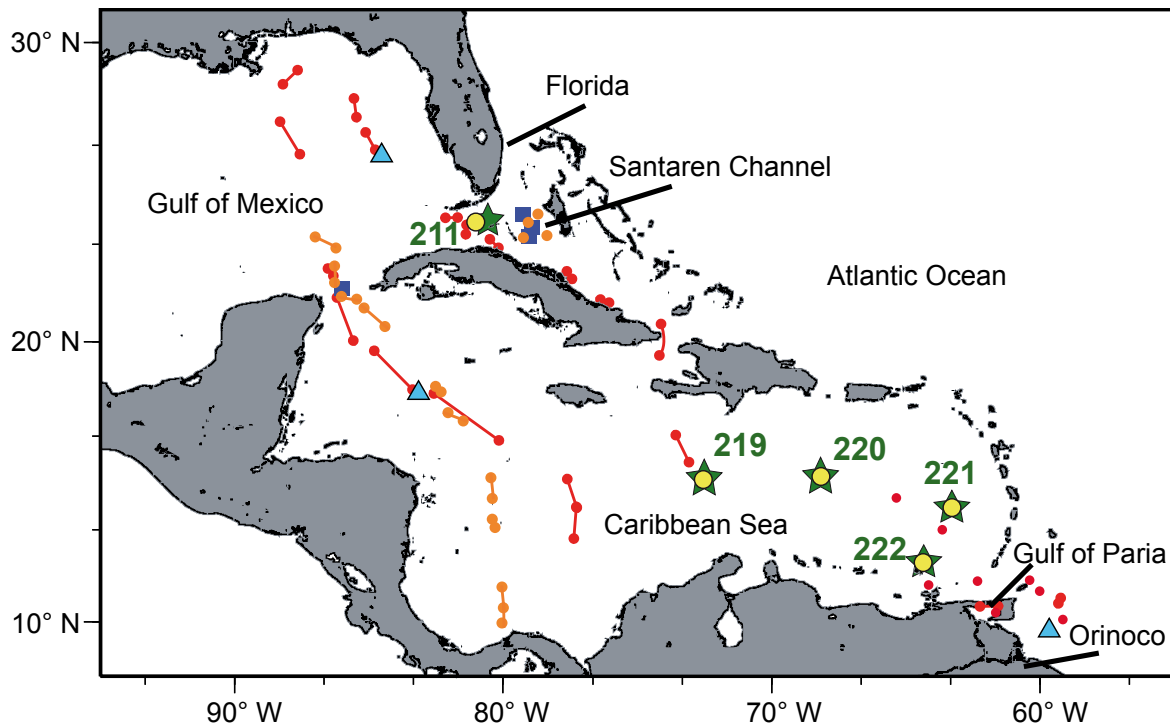 30° N
Florida
Santaren Channel
Gulf of Mexico
211
Atlantic Ocean
20° N
219
220
221
Caribbean Sea
222
Gulf of Paria
10° N
Orinoco
90° W
80° W
70° W
60° W